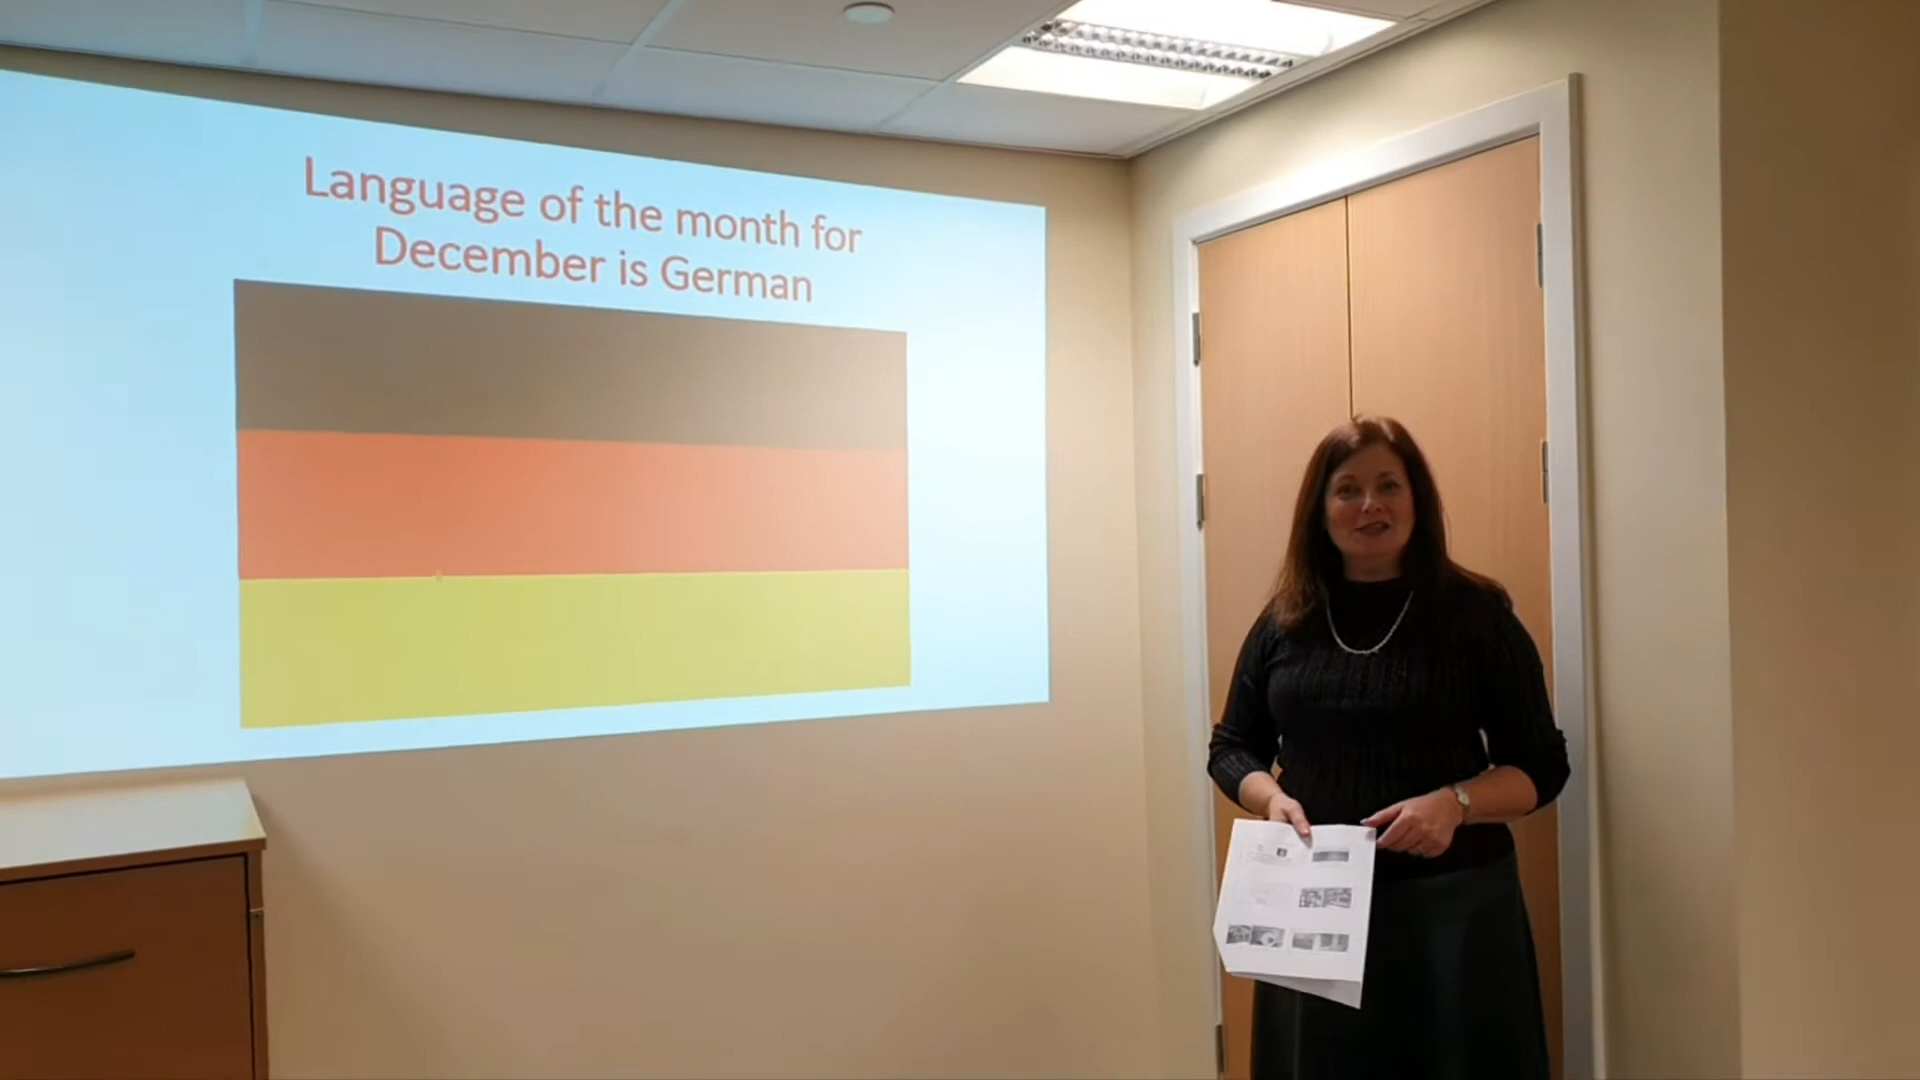 Language of the month for
December is German